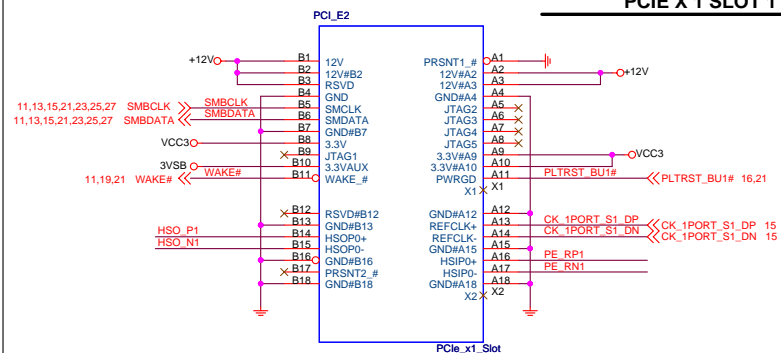 PCIE X 1 SLOT 1
PCI_E2
+12V B1 12V PRSNT1_# A1
B2 12V#B2 12V#A2 A2 +12V
B3 RSVD 12V#A3 A3
B4 GND GND#A4 A4
11,13,15,21,23,25,27 SMBCLK SMBCLK B5 SMCLK JTAG2 A5
11,13,15,21,23,25,27 SMBDATA SMBDATA B6 SMDATA JTAG3 A6
B7 GND#B7 JTAG4 A7
VCC3 B8 3.3V JTAG5 A8
B9 JTAG1 3.3V#A9 A9 VCC3
3VSB B10 3.3VAUX 3.3V#A10 A10
11,19,21 WAKE# WAKE# B11 WAKE_# PWRGD A11 PLTRST_BU1# PLTRST_BU1# 16,21
X1 X1
B12 RSVD#B12 GND#A12 A12
B13 GND#B13 REFCLK+ A13 CK_1PORT_S1_DP CK_1PORT_S1_DP 15
HSO_P1 B14 HSOP0+ REFCLK- A14 CK_1PORT_S1_DN CK_1PORT_S1_DN 15
HSO_N1 B15 HSOP0- GND#A15 A15
B16 GND#B16 HSIP0+ A16 PE_RP1
B17 PRSNT2_# HSIP0- A17 PE_RN1
B18 GND#B18 GND#A18 A18
X2 X2
PCIe_x1_Slot